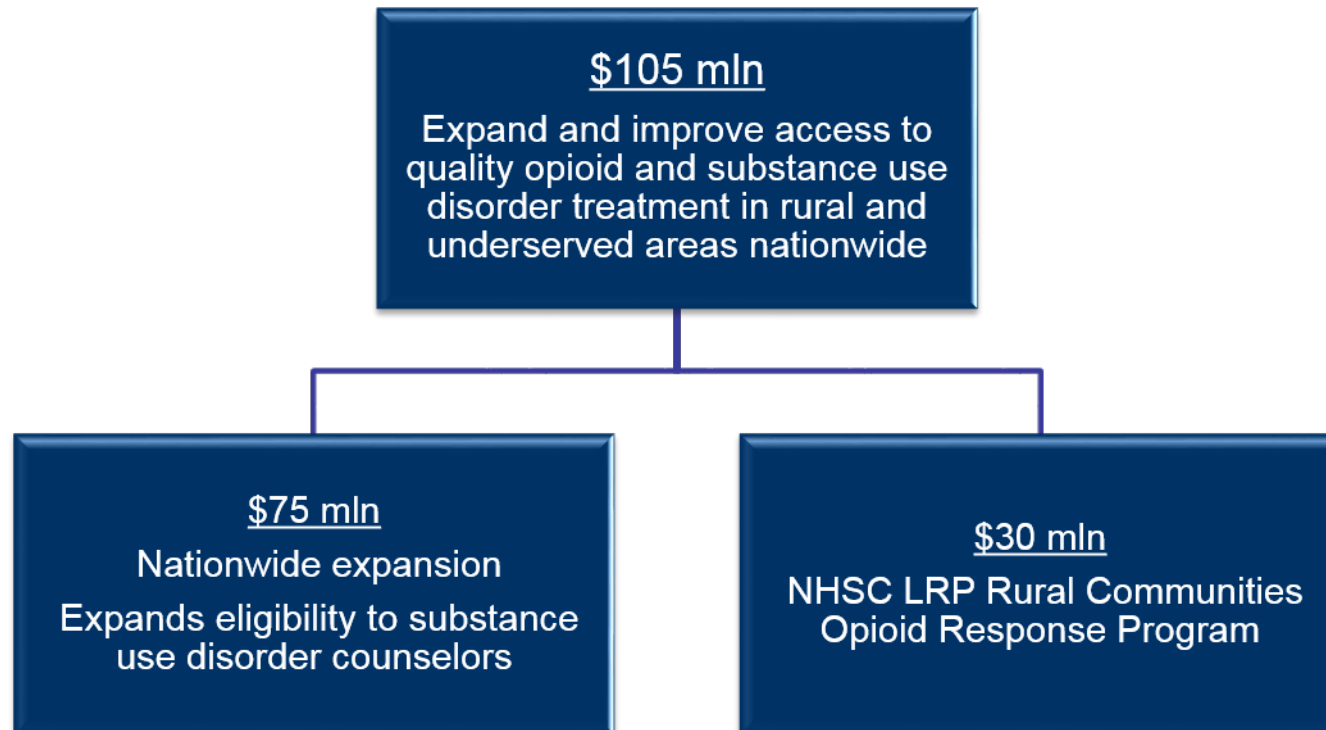 $105 mln
Expand and improve access to
quality opioid and substance use
disorder treatment in rural and
underserved areas nationwide
$75 mln
Nationwide expansion
Expands eligibility to substance
use disorder counselors
$30 mln
NHSC LRP Rural Communities
Opioid Response Program